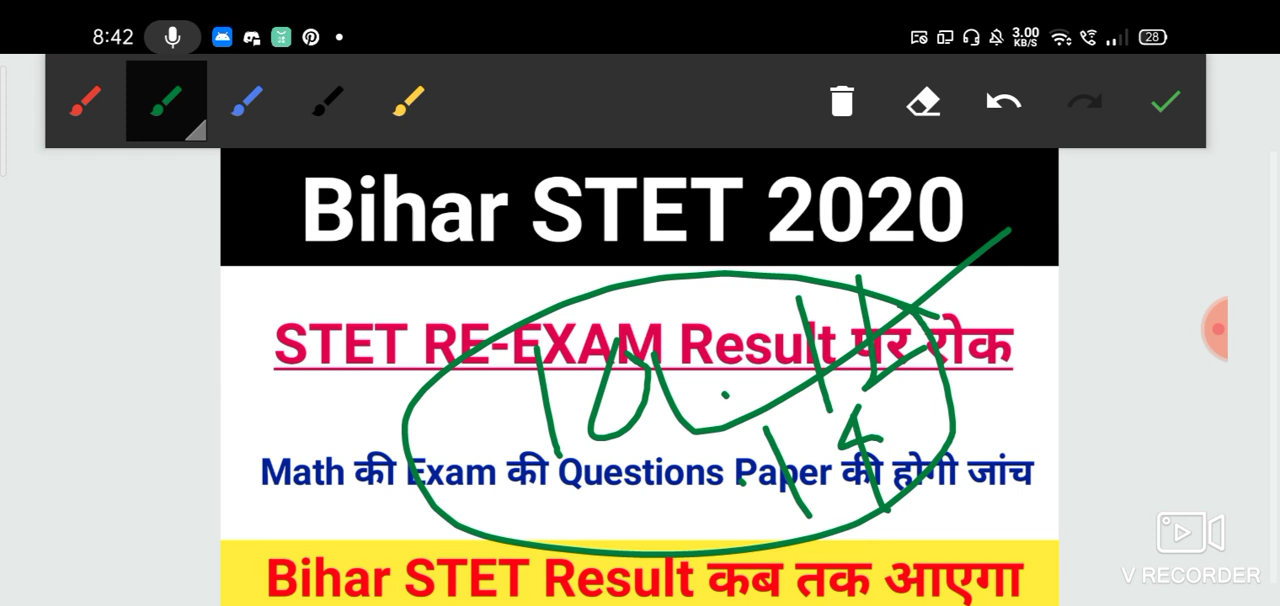 8:42
3.00
KB/S
28
Bihar STET 2020
STET RE-EXAM Result पर रोक
Math की Exam की Questions Paper की होगी जांच
Bihar STET Result कब तक आएगा
V RECORDER